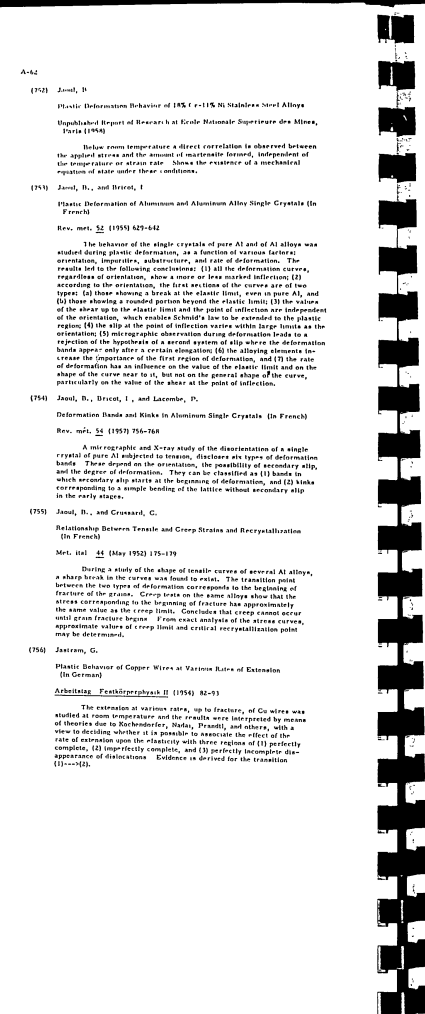 A-62
(752) Jaoul, B
Plastic Deformation Behavior of 18% Cr-11% Ni Stainless Steel Alloys
Unpublished Report of Research at Ecole Nationale Superieure des Mines,
Paris (1958)
Below room temperature a direct correlation is observed between
the applied stress and the amount of martensite formed, independent of
the temperature or strain rate Shows the existence of a mechanical
equation of state under these conditions.
(753) Jaoul, B., and Bricot, I
Plastic Deformation of Aluminum and Aluminum Alloy Single Crystals (In
French)
Rev. met. 52 (1955) 629-642
The behavior of the single crystals of pure Al and of Al alloys was
studied during plastic deformation, as a function of various factors:
orientation, impurities, substructure, and rate of deformation. The
results led to the following conclusions: (1) all the deformation curves,
regardless of orientation, show a more or less marked inflection; (2)
according to the orientation, the first sections of the curves are of two
types: (a) those showing a break at the elastic limit, even in pure Al, and
(b) those showing a rounded portion beyond the elastic limit; (3) the values
of the shear up to the elastic limit and the point of inflection are independent
of the orientation, which enables Schmid's law to be extended to the plastic
region; (4) the slip at the point of inflection varies within large limits as the
orientation; (5) micrographic observation during deformation leads to a
rejection of the hypothesis of a second system of slip where the deformation
bands appear only after a certain elongation; (6) the alloying elements in-
crease the importance of the first region of deformation, and (7) the rate
of deformation has an influence on the value of the elastic limit and on the
shape of the curve near to it, but not on the general shape of the curve,
particularly on the value of the shear at the point of inflection.
(754) Jaoul, B., Bricot, I , and Lacombe, P.
Deformation Bands and Kinks in Aluminum Single Crystals (In French)
Rev. mét. 54 (1957) 756-768
A micrographic and X-ray study of the disorientation of a single
crystal of pure Al subjected to tension, discloses six types of deformation
bands These depend on the orientation, the possibility of secondary slip,
and the degree of deformation. They can be classified as (1) bands in
which secondary slip starts at the beginning of deformation, and (2) kinks
corresponding to a simple bending of the lattice without secondary slip
in the early stages.
(755) Jaoul, B., and Crussard, C.
Relationship Between Tensile and Creep Strains and Recrystallization
(In French)
Met. ital 44 (May 1952) 175-179
During a study of the shape of tensile curves of several Al alloys,
a sharp break in the curves was found to exist. The transition point
between the two types of deformation corresponds to the beginning of
fracture of the grains. Creep tests on the same alloys show that the
stress corresponding to the beginning of fracture has approximately
the same value as the creep limit. Concludes that creep cannot occur
until grain fracture begins From exact analysis of the stress curves,
approximate values of creep limit and critical recrystallization point
may be determined.
(756) Jastram, G.
Plastic Behavior of Copper Wires at Various Rates of Extension
(In German)
Arbeitstag Festkörperphysik II (1954) 82-93
The extension at various rates, up to fracture, of Cu wires was
studied at room temperature and the results were interpreted by means
of theories due to Kochendorfer, Nadai, Prandtl, and others, with a
view to deciding whether it is possible to associate the effect of the
rate of extension upon the elasticity with three regions of (1) perfectly
complete, (2) imperfectly complete, and (3) perfectly incomplete dis-
appearance of dislocations Evidence is derived for the transition
(1)--->(2).